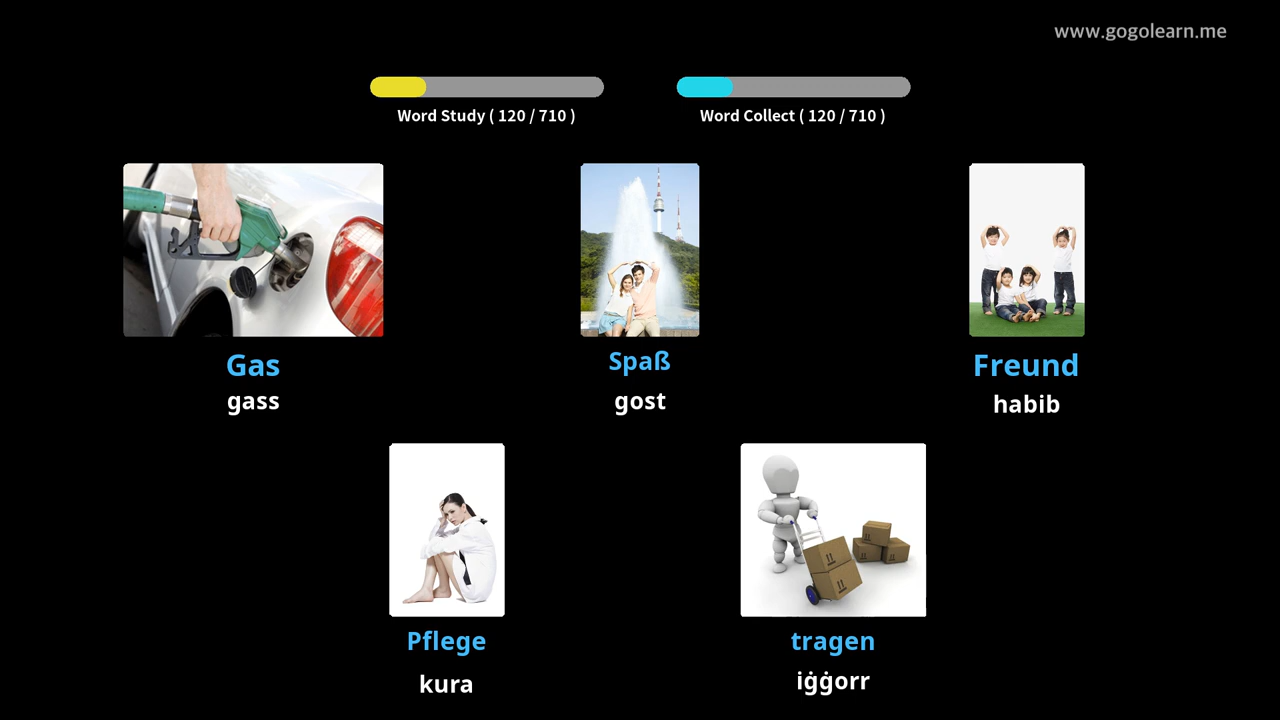 www.gogolearn.me
Word Study ( 120 / 710 )
Word Collect ( 120 / 710 )
Gas
gass
Spaß
gost
Freund
habib
Pflege
kura
tragen
iġġorr